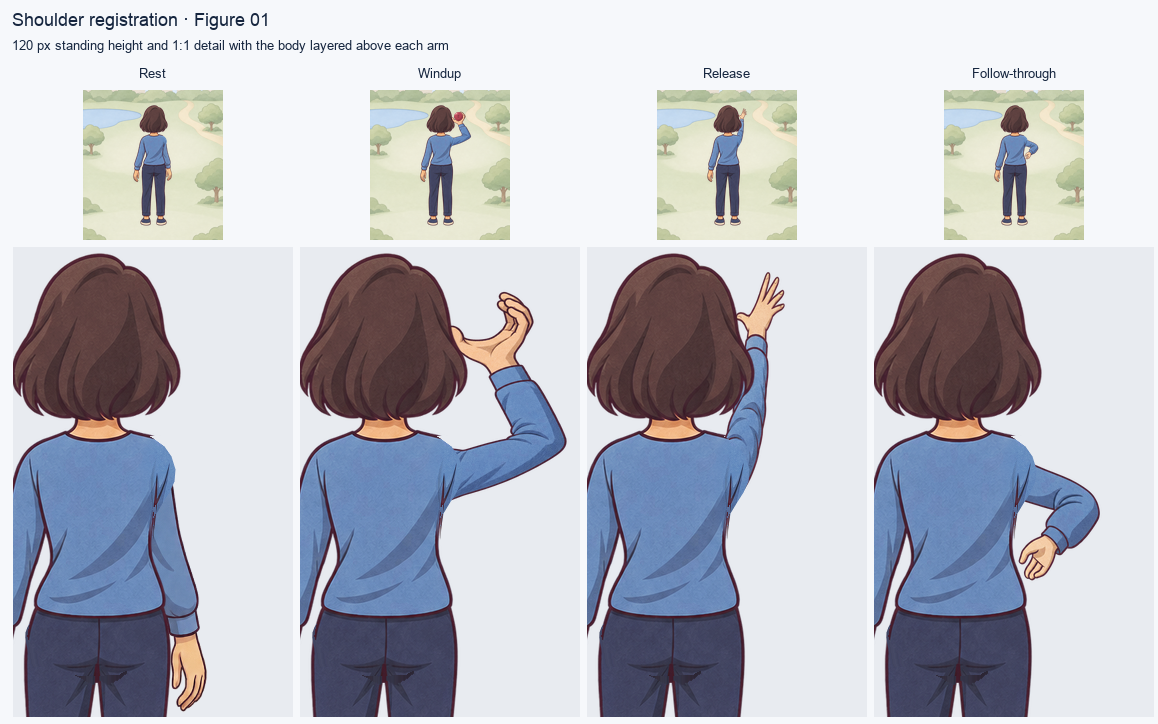 Shoulder registration · Figure 01
120 px standing height and 1:1 detail with the body layered above each arm
Rest
Windup
Release
Follow-through